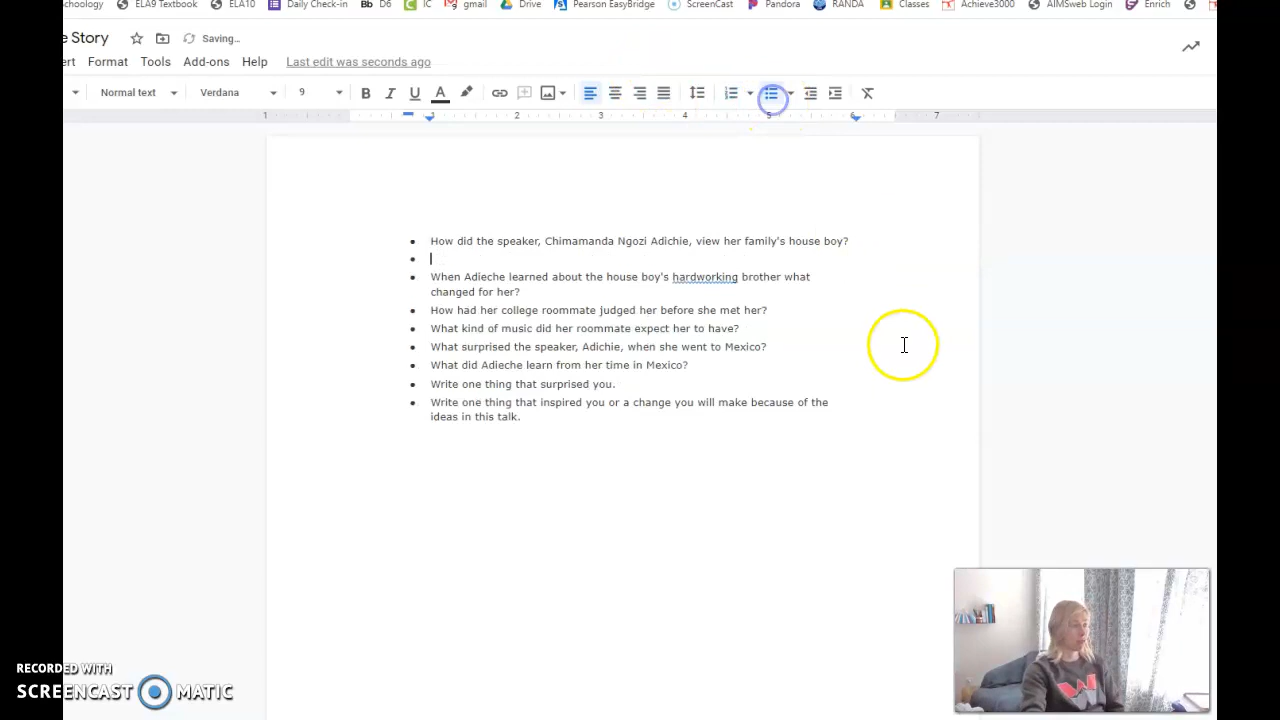 chology ELA9 Textbook ELA10 Daily Check-in Bb D6 IC gmail Drive Pearson EasyBridge ScreenCast Pandora RANDA Classes Achieve3000 AIMSweb Login Enrich
e Story Saving...
ert Format Tools Add-ons Help Last edit was seconds ago
Normal text Verdana 9 B I U A
1 1 2 3 4 5 6 7
• How did the speaker, Chimamanda Ngozi Adichie, view her family's house boy?
•
• When Adieche learned about the house boy's hardworking brother what
changed for her?
• How had her college roommate judged her before she met her?
• What kind of music did her roommate expect her to have?
• What surprised the speaker, Adichie, when she went to Mexico?
• What did Adieche learn from her time in Mexico?
• Write one thing that surprised you.
• Write one thing that inspired you or a change you will make because of the
ideas in this talk.
RECORDED WITH
SCREENCAST MATIC